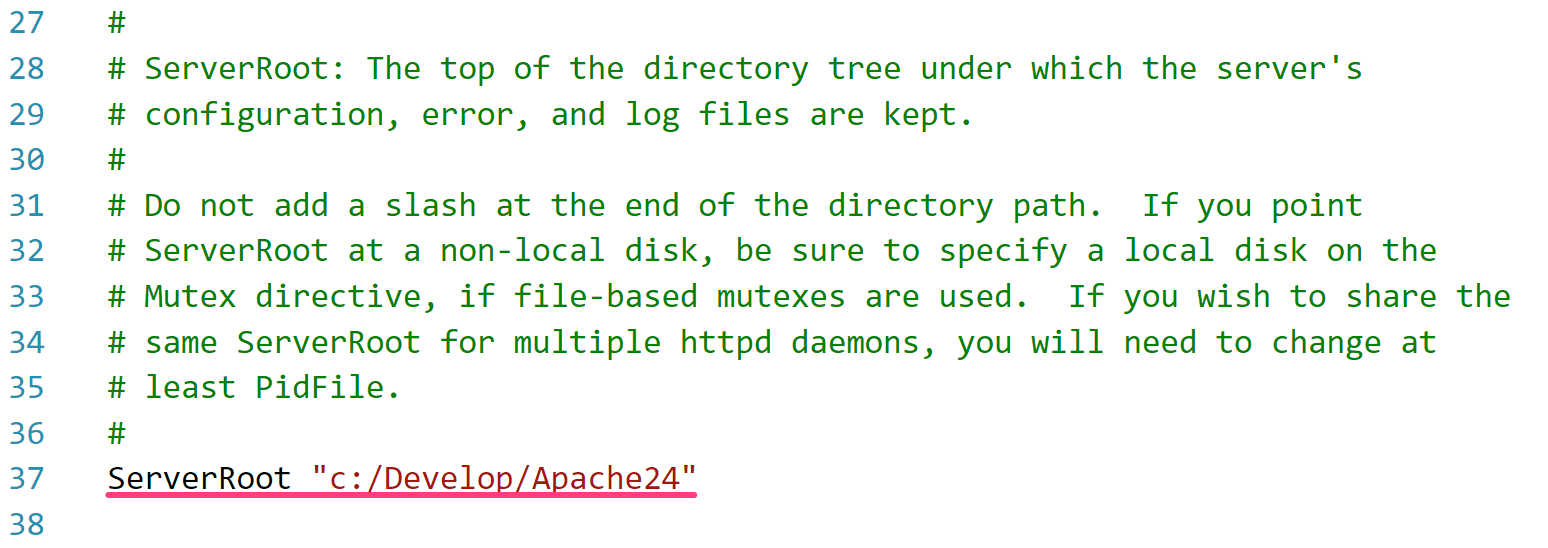 27 #
28 # ServerRoot: The top of the directory tree under which the server's
29 # configuration, error, and log files are kept.
30 #
31 # Do not add a slash at the end of the directory path.  If you point
32 # ServerRoot at a non-local disk, be sure to specify a local disk on the
33 # Mutex directive, if file-based mutexes are used.  If you wish to share the
34 # same ServerRoot for multiple httpd daemons, you will need to change at
35 # least PidFile.
36 #
37 ServerRoot "c:/Develop/Apache24"
38